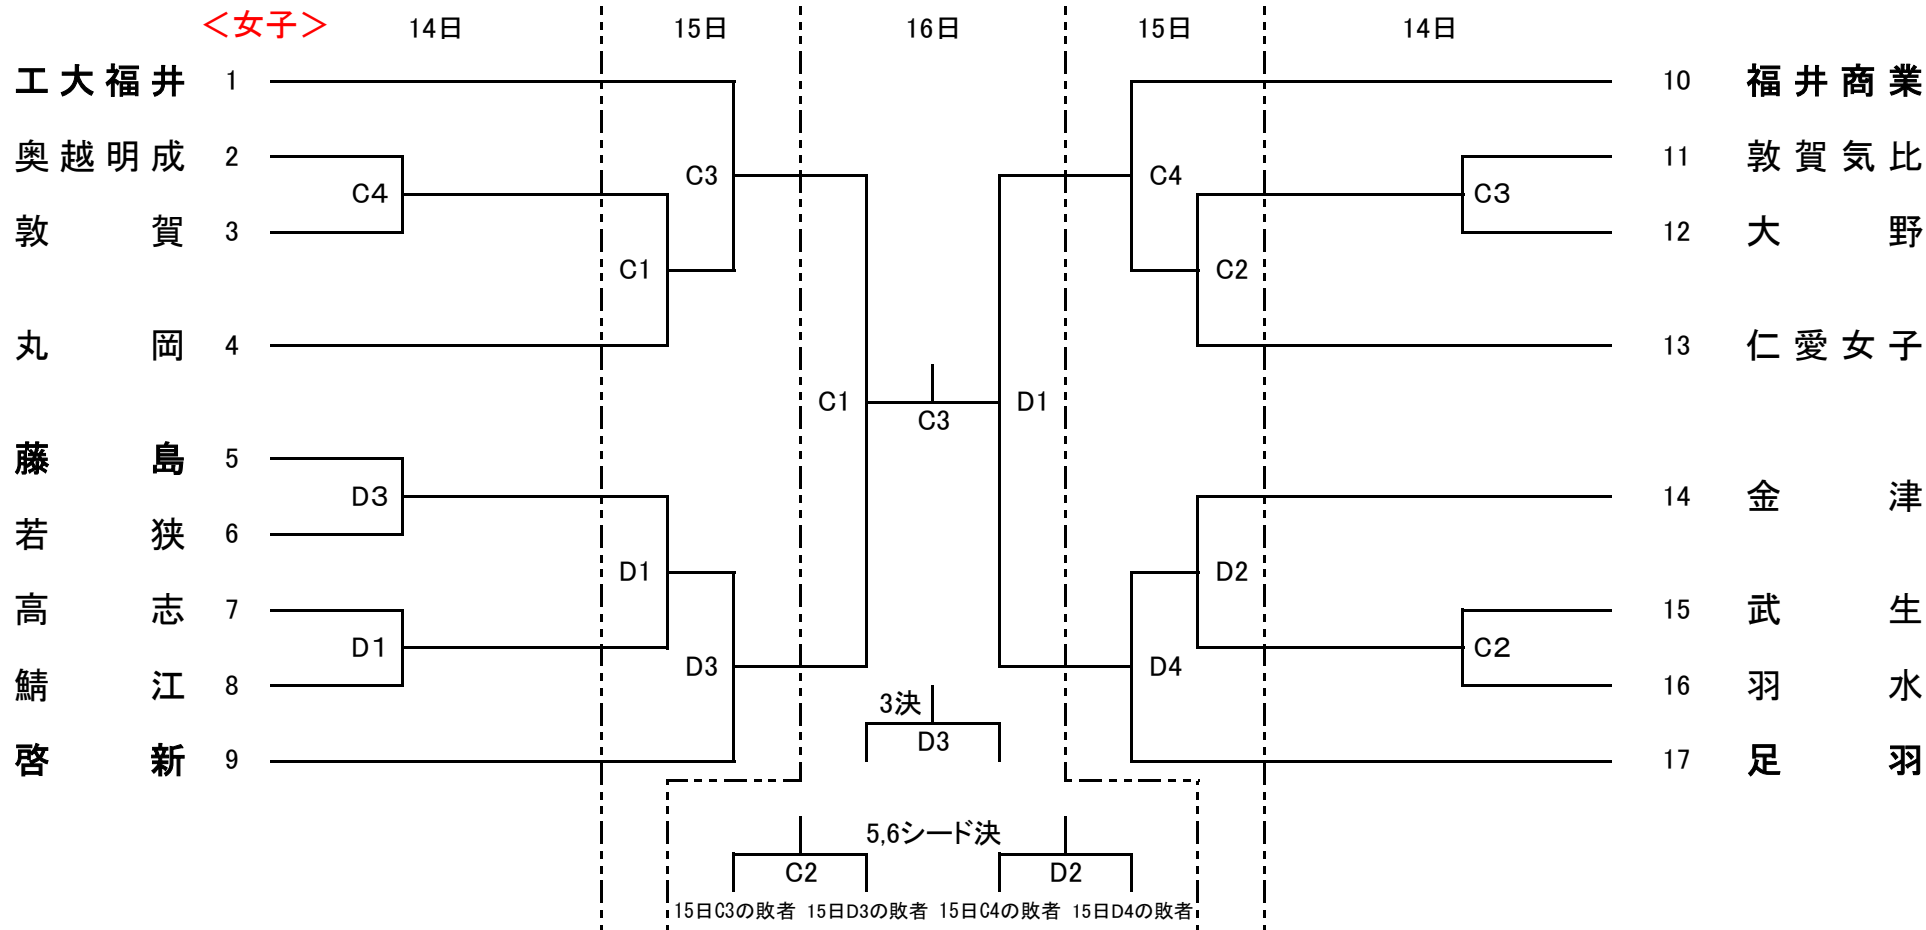 ＜女子＞ 14日 15日 16日 15日 14日
工大福井 1 10 福井商業
奥越明成 2 C3 C4 11 敦賀気比
C4 C3
敦賀 3 12 大野
C1 C2
丸岡 4 13 仁愛女子
C1 D1
C3
藤島 5
D3 14 金津
若狭 6
D1 D2
高志 7 15 武生
D1 C2
D3 D4
鯖江 8 16 羽水
3決
D3
啓新 9 17 足羽
5,6シード決
C2 D2
15日C3の敗者 15日D3の敗者 15日C4の敗者 15日D4の敗者